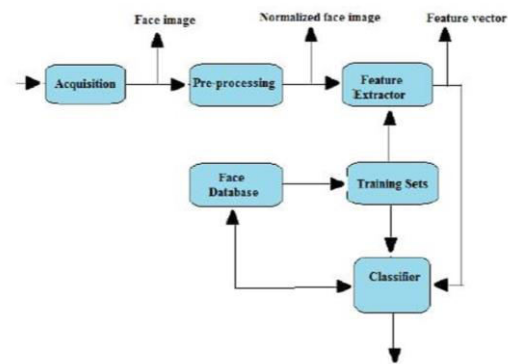 Face image
Normalized face image
Feature vector
Acquisition
Pre-processing
Feature
Extractor
Face
Database
Training Sets
Classifier